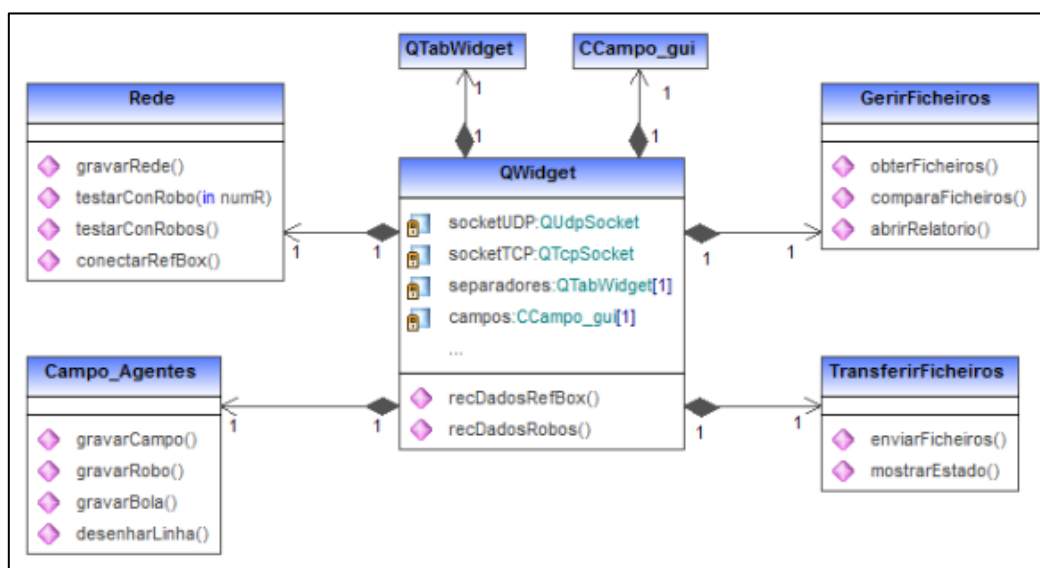 QTabWidget
CCampo_gui
1
1
1
1
Rede
gravarRede()
testarConRobo(in numR)
testarConRobos()
conectarRefBox()
1
1
QWidget
socketUDP:QUdpSocket
socketTCP:QTcpSocket
separadores:QTabWidget[1]
campos:CCampo_gui[1]
...
recDadosRefBox()
recDadosRobos()
1
1
GerirFicheiros
obterFicheiros()
comparaFicheiros()
abrirRelatorio()
Campo_Agentes
gravarCampo()
gravarRobo()
gravarBola()
desenharLinha()
1
1
1
1
TransferirFicheiros
enviarFicheiros()
mostrarEstado()